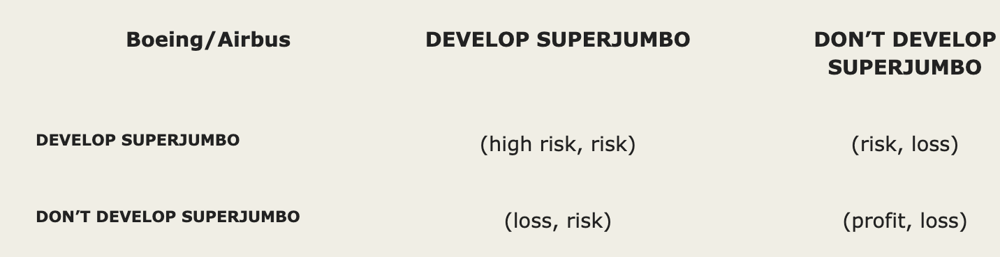 Boeing/Airbus DEVELOP SUPERJUMBO DON’T DEVELOP
SUPERJUMBO
DEVELOP SUPERJUMBO (high risk, risk) (risk, loss)
DON’T DEVELOP SUPERJUMBO (loss, risk) (profit, loss)